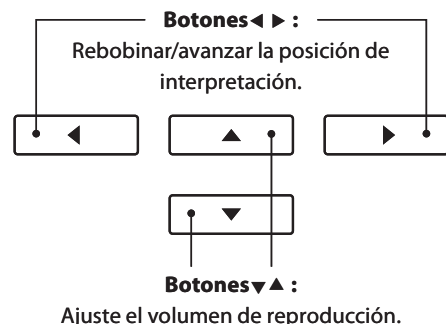 Botones◀ ▶ :
Rebobinar/avanzar la posición de
interpretación.
Botones▼▲ :
Ajuste el volumen de reproducción.